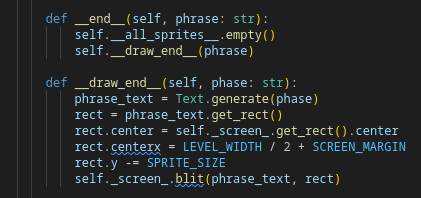 def __end__(self, phrase: str):
    self.__all_sprites__.empty()
    self.__draw_end__(phrase)

def __draw_end__(self, phase: str):
    phrase_text = Text.generate(phase)
    rect = phrase_text.get_rect()
    rect.center = self._screen_.get_rect().center
    rect.centerx = LEVEL_WIDTH / 2 + SCREEN_MARGIN
    rect.y -= SPRITE_SIZE
    self._screen_.blit(phrase_text, rect)